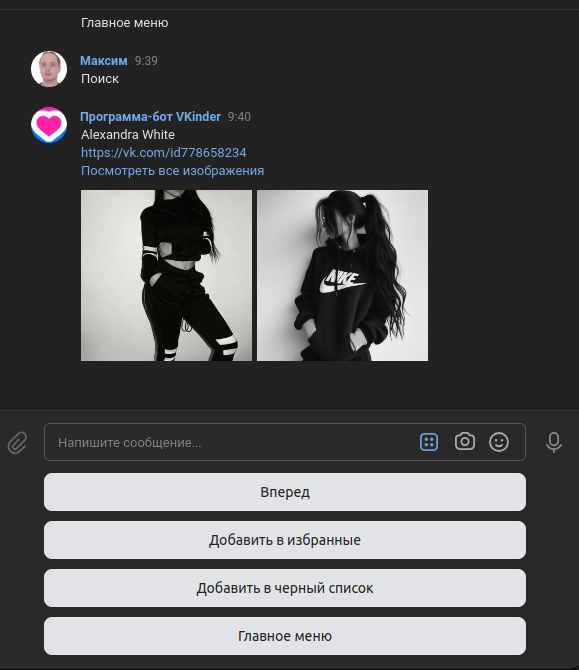 Главное меню
Максим 9:39
Поиск
Программа-бот VKinder 9:40
Alexandra White
https://vk.com/id778658234
Посмотреть все изображения
NIKE
Напишите сообщение...
Вперед
Добавить в избранные
Добавить в черный список
Главное меню